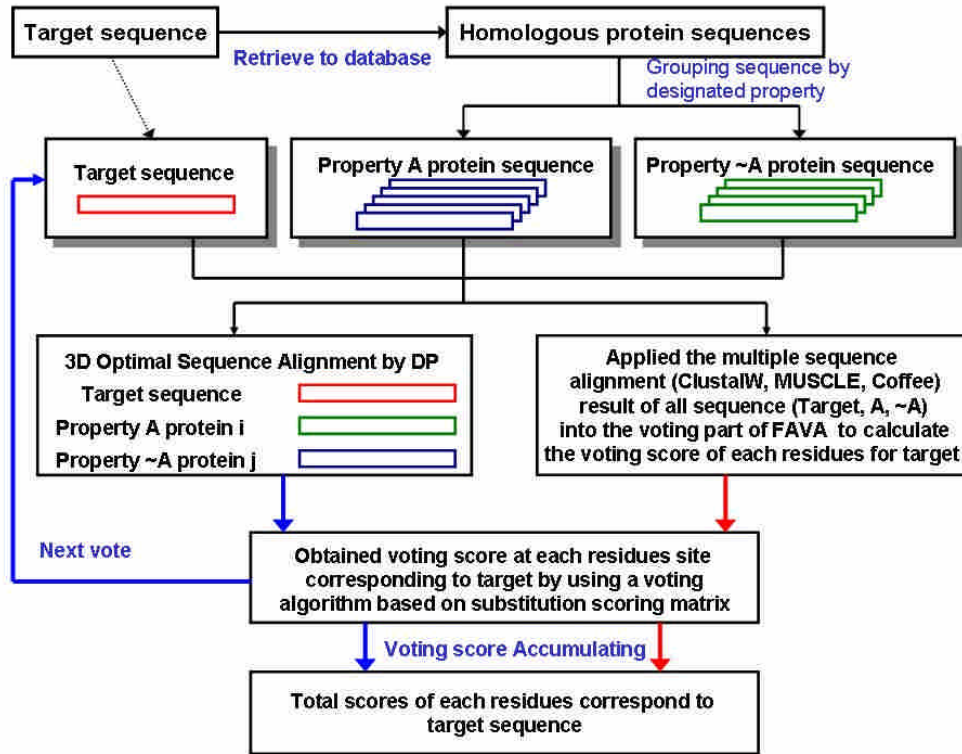 Target sequence
Homologous protein sequences
Retrieve to database
Grouping sequence by
designated property
Target sequence
Property A protein sequence
Property ~A protein sequence
3D Optimal Sequence Alignment by DP
Target sequence
Property A protein i
Property ~A protein j
Applied the multiple sequence
alignment (ClustalW, MUSCLE, Coffee)
result of all sequence (Target, A, ~A)
into the voting part of FAVA to calculate
the voting score of each residues for target
Next vote
Obtained voting score at each residues site
corresponding to target by using a voting
algorithm based on substitution scoring matrix
Voting score Accumulating
Total scores of each residues correspond to
target sequence